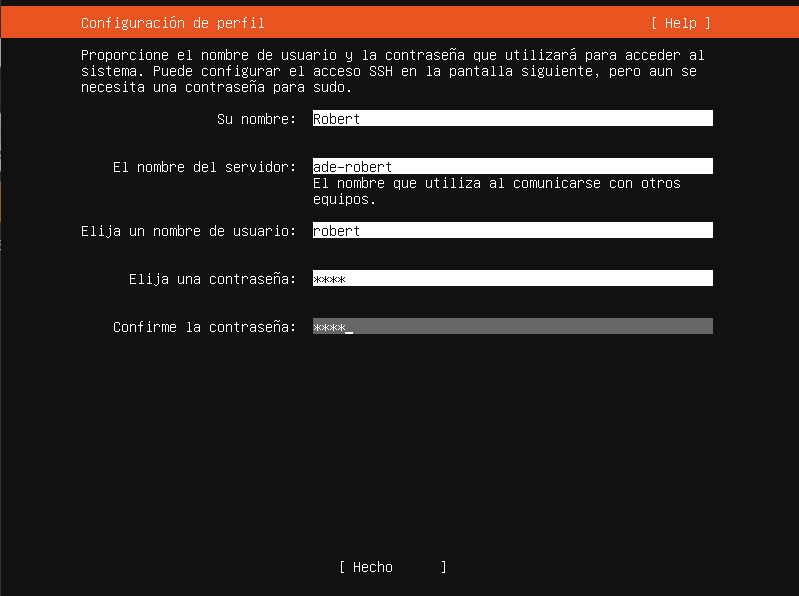 Configuración de perfil [ Help ]
Proporcione el nombre de usuario y la contraseña que utilizará para acceder al
sistema. Puede configurar el acceso SSH en la pantalla siguiente, pero aun se
necesita una contraseña para sudo.
Su nombre: Robert
El nombre del servidor: ade-robert
El nombre que utiliza al comunicarse con otros
equipos.
Elija un nombre de usuario: robert
Elija una contraseña: ****
Confirme la contraseña: ****_
[ Hecho ]